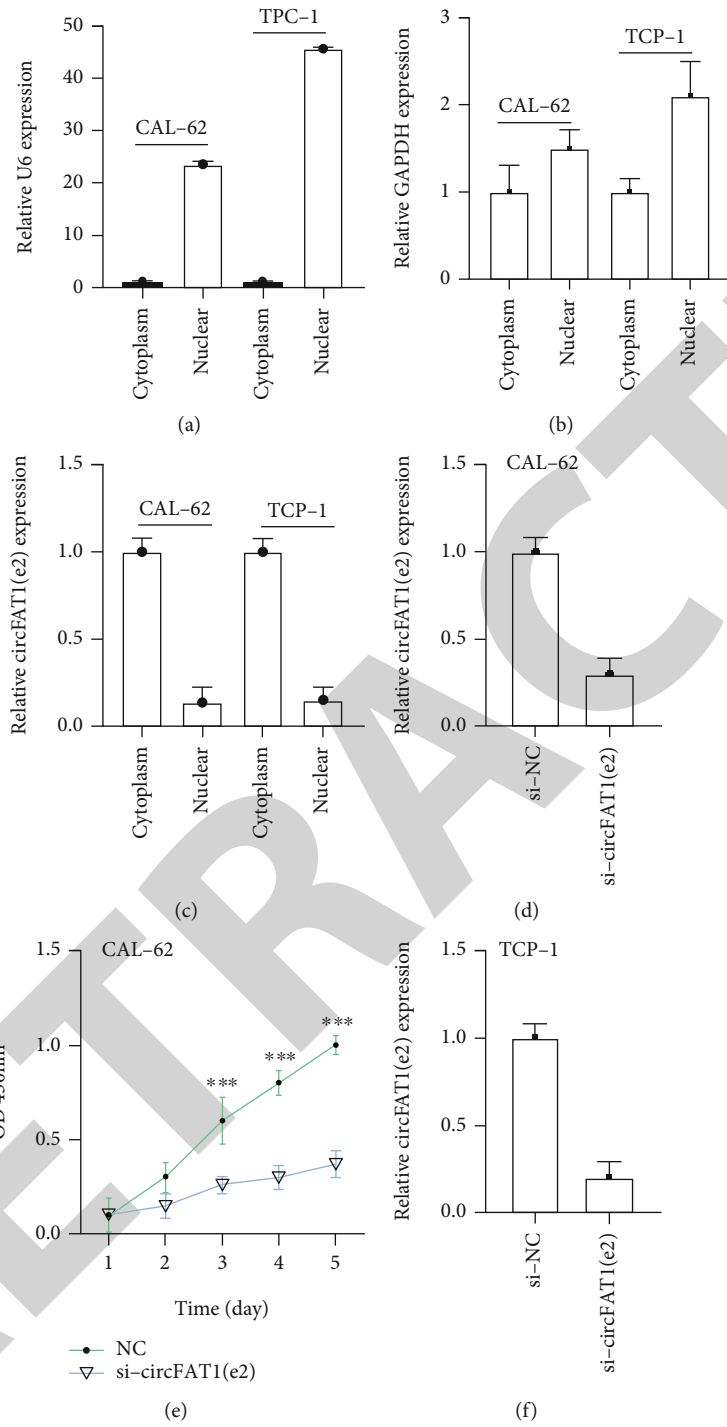 TPC–1
50
40
30
20
10
0
Relative U6 expression
CAL–62
Cytoplasm
Nuclear
Cytoplasm
Nuclear
(a)
3
2
1
0
Relative GAPDH expression
TCP–1
CAL–62
Cytoplasm
Nuclear
Cytoplasm
Nuclear
(b)
1.5
1.0
0.5
0.0
Relative circFAT1(e2) expression
CAL–62
TCP–1
Cytoplasm
Nuclear
Cytoplasm
Nuclear
(c)
1.5
1.0
0.5
0.0
Relative circFAT1(e2) expression
CAL–62
si–NC
si–circFAT1(e2)
(d)
1.5
1.0
0.5
0.0
CAL–62
***
***
***
1
2
3
4
5
Time (day)
NC
si–circFAT1(e2)
(e)
1.5
1.0
0.5
0.0
Relative circFAT1(e2) expression
TCP–1
si–NC
si–circFAT1(e2)
(f)
ETRACT